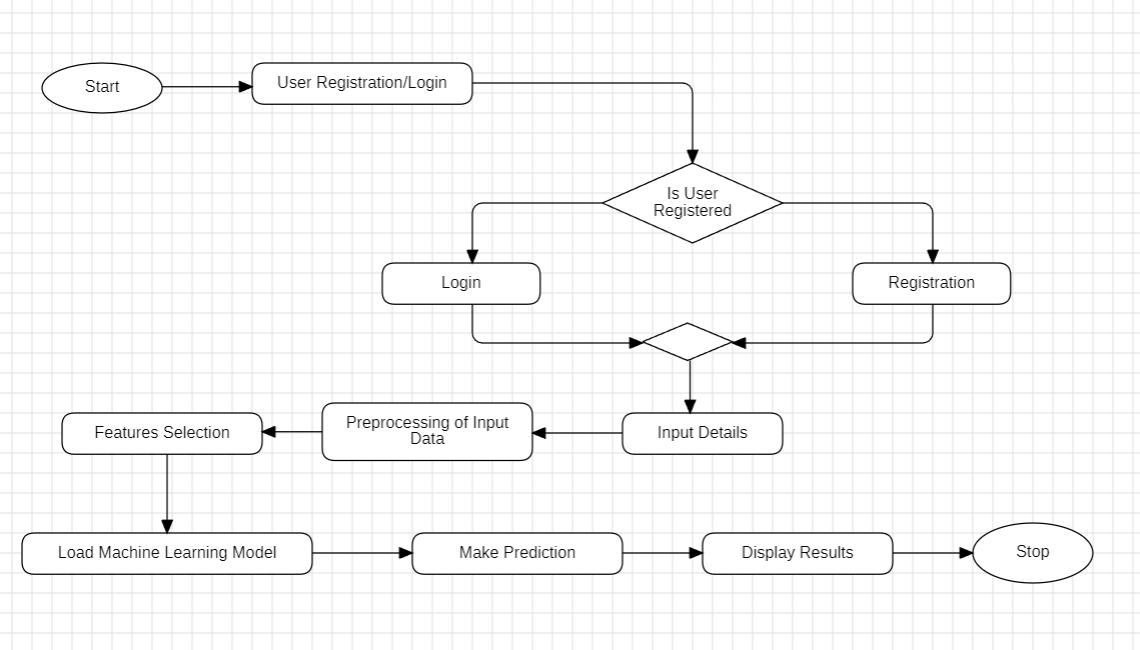 Start
User Registration/Login
Is User
Registered
Login
Registration
Input Details
Preprocessing of Input
Data
Features Selection
Load Machine Learning Model
Make Prediction
Display Results
Stop